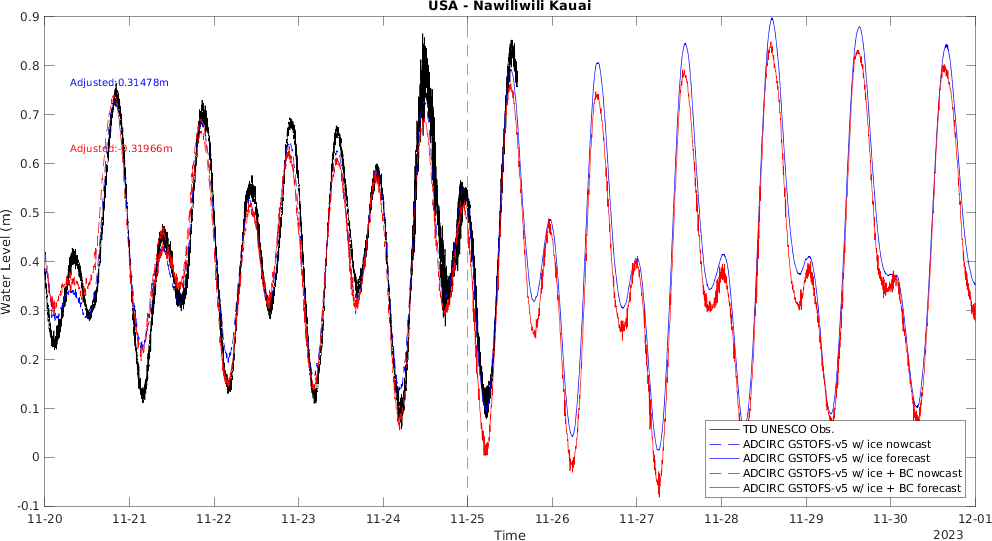 USA - Nawiliwili Kauai
0.9
0.8
0.7
0.6
0.5
0.4
0.3
0.2
0.1
0
-0.1
Water Level (m)
Adjusted:0.31478m
Adjusted:-0.31966m
TD UNESCO Obs.
ADCIRC GSTOFS-v5 w/ ice nowcast
ADCIRC GSTOFS-v5 w/ ice forecast
ADCIRC GSTOFS-v5 w/ ice + BC nowcast
ADCIRC GSTOFS-v5 w/ ice + BC forecast
11-20 11-21 11-22 11-23 11-24 11-25 11-26 11-27 11-28 11-29 11-30 12-01
Time
2023